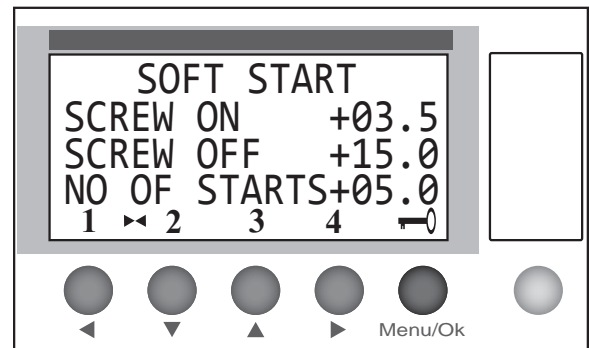 SOFT START
SCREW ON +03.5
SCREW OFF +15.0
NO OF STARTS+05.0
1 2 3 4
Menu/Ok